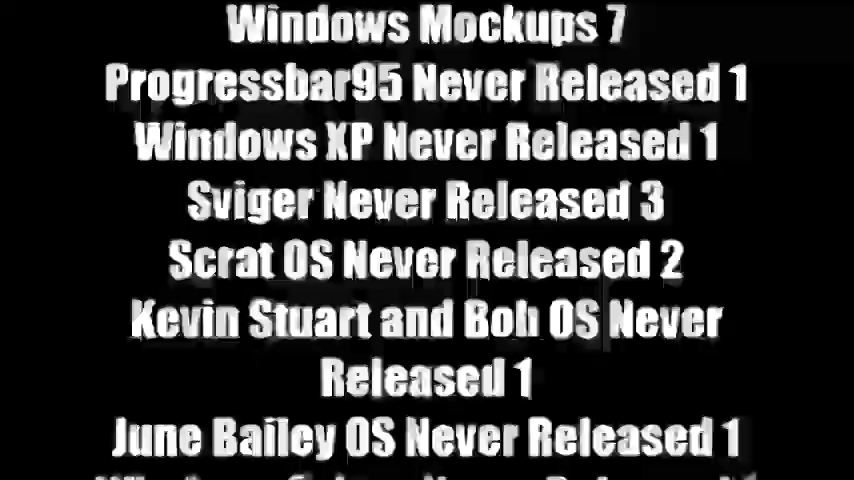 Windows Mockups 7
Progressbar95 Never Released 1
Windows XP Never Released 1
Sviger Never Released 3
Scrat OS Never Released 2
Kevin Stuart and Bob OS Never
Released 1
June Bailey OS Never Released 1